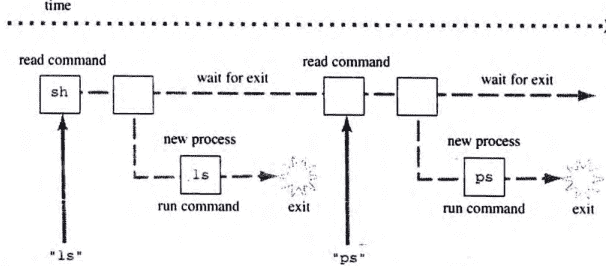 time
read command
wait for exit
read command
wait for exit
sh
new process
new process
ls
ps
run command
exit
run command
exit
"ls"
"ps"